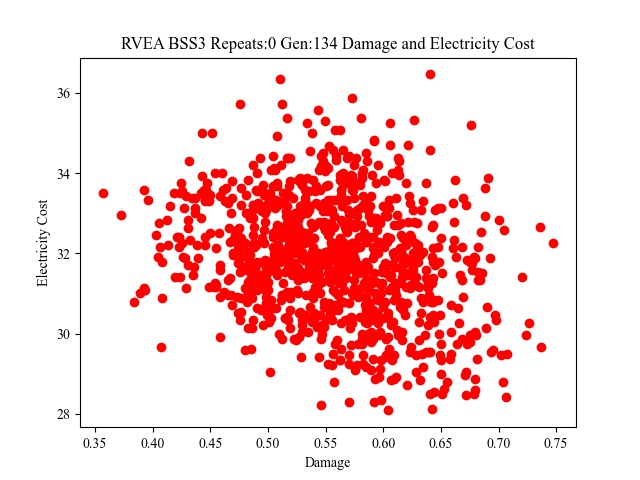 RVEA BSS3 Repeats:0 Gen:134 Damage and Electricity Cost
36
34
32
30
28
Electricity Cost
0.35 0.40 0.45 0.50 0.55 0.60 0.65 0.70 0.75
Damage